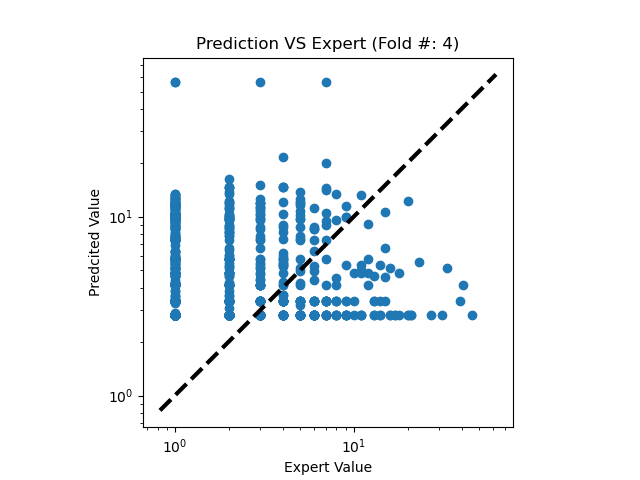 Prediction VS Expert (Fold #: 4)
Predcited Value
10¹
10⁰
10⁰ 10¹
Expert Value